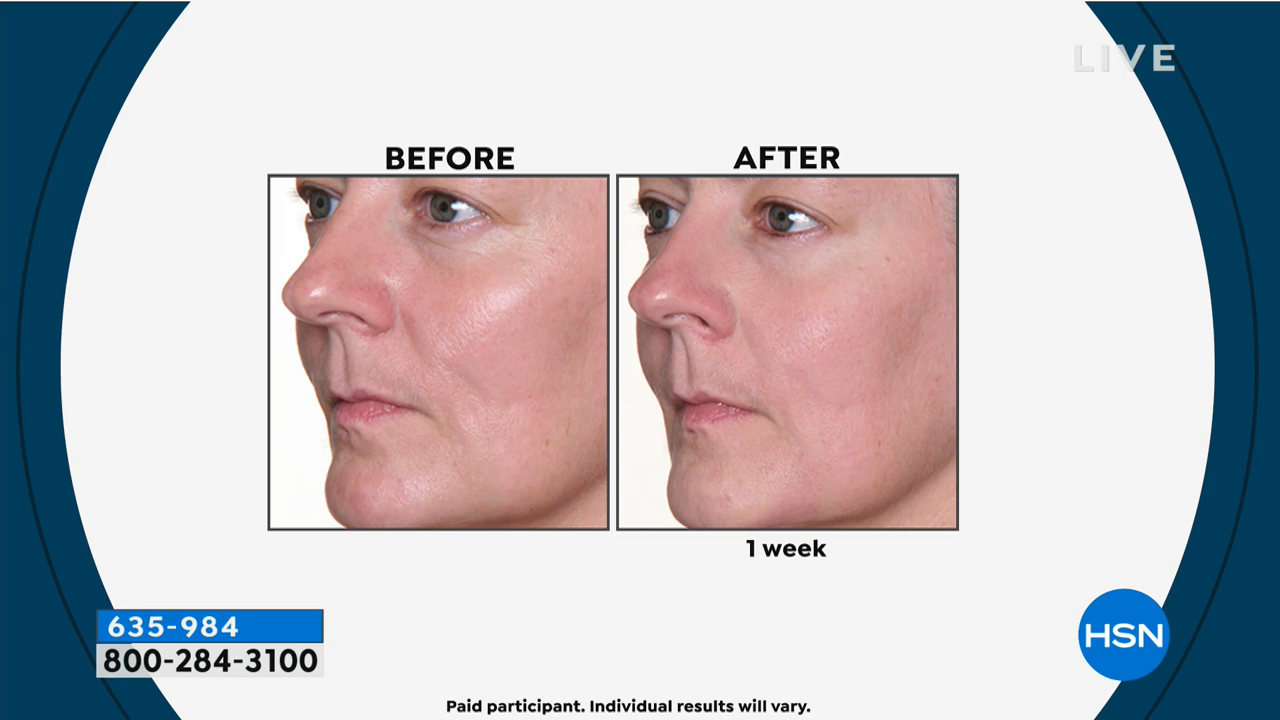 LIVE
BEFORE
AFTER
1 week
635-984
800-284-3100
HSN
Paid participant. Individual results will vary.